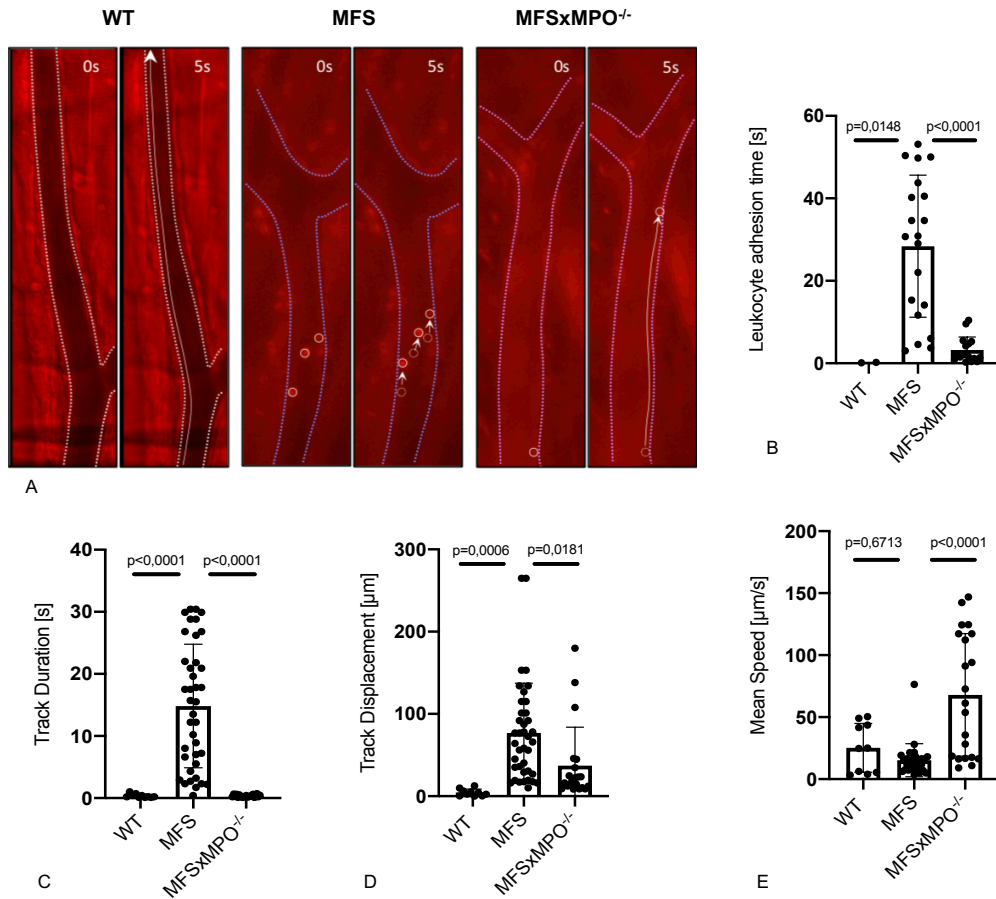 WT
MFS
MFSxMPO-/-
0s
5s
0s
5s
0s
5s
A
Leukocyte adhesion time [s]
60
40
20
0
p=0,0148
p<0,0001
WT
MFS
MFSxMPO-/-
B
Track Duration [s]
40
30
20
10
0
p<0,0001
p<0,0001
WT
MFS
MFSxMPO-/-
C
Track Displacement [µm]
300
200
100
0
p=0,0006
p=0,0181
WT
MFS
MFSxMPO-/-
D
Mean Speed [µm/s]
200
150
100
50
0
p=0,6713
p<0,0001
WT
MFS
MFSxMPO-/-
E